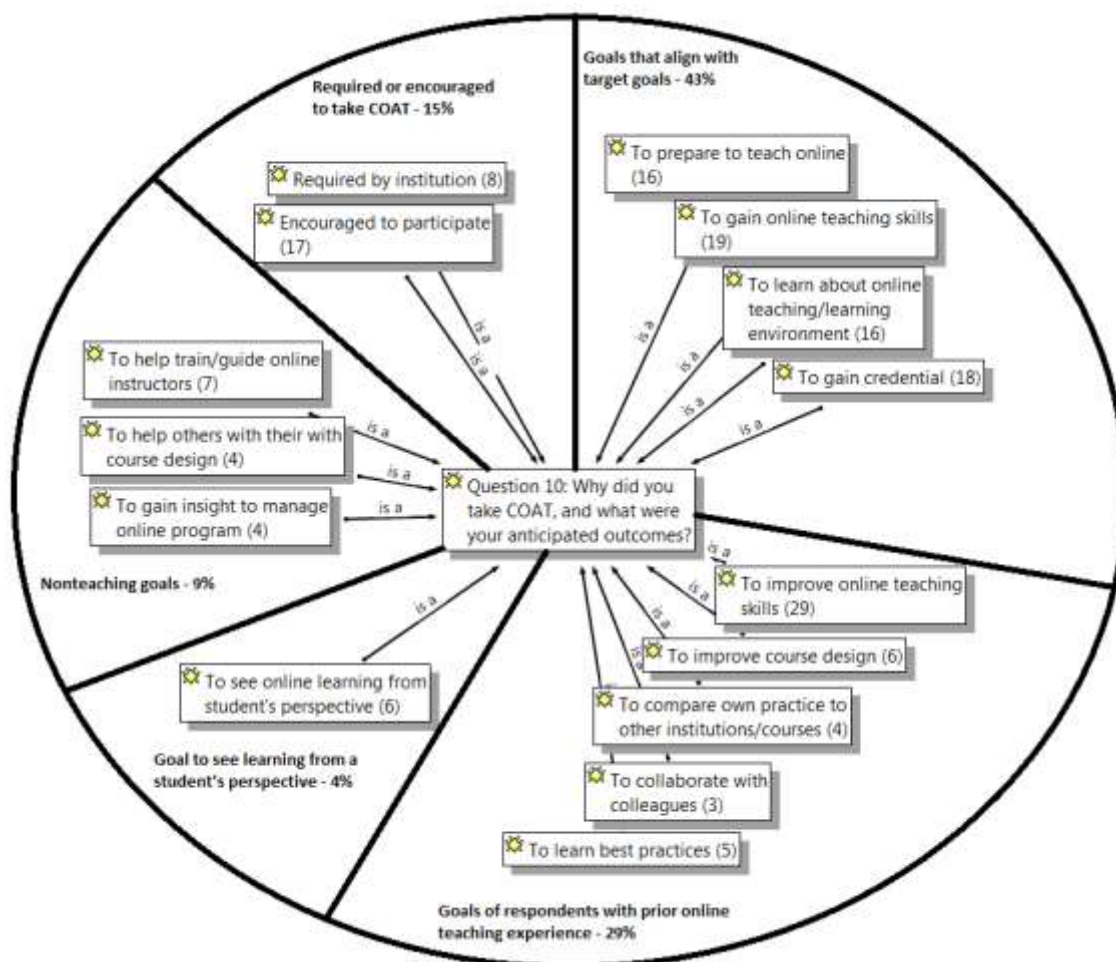 Goals that align with
target goals - 43%
Required or encouraged
to take COAT - 15%
To prepare to teach online
(16)
Required by institution (8)
Encouraged to participate
(17)
To gain online teaching skills
(19)
To learn about online
teaching/learning
environment (16)
To gain credential (18)
is a
is a
is a
is a
is a
is a
To help train/guide online
instructors (7)
is a
To help others with their with
course design (4)
is a
To gain insight to manage
online program (4)
is a
Question 10: Why did you
take COAT, and what were
your anticipated outcomes?
Nonteaching goals - 9%
is a
is a
To improve online teaching
skills (29)
is a
is a
is
To improve course design (6)
To see online learning from
student's perspective (6)
To compare own practice to
other institutions/courses (4)
Goal to see learning from a
student's perspective - 4%
To collaborate with
colleagues (3)
To learn best practices (5)
Goals of respondents with prior online
teaching experience - 29%